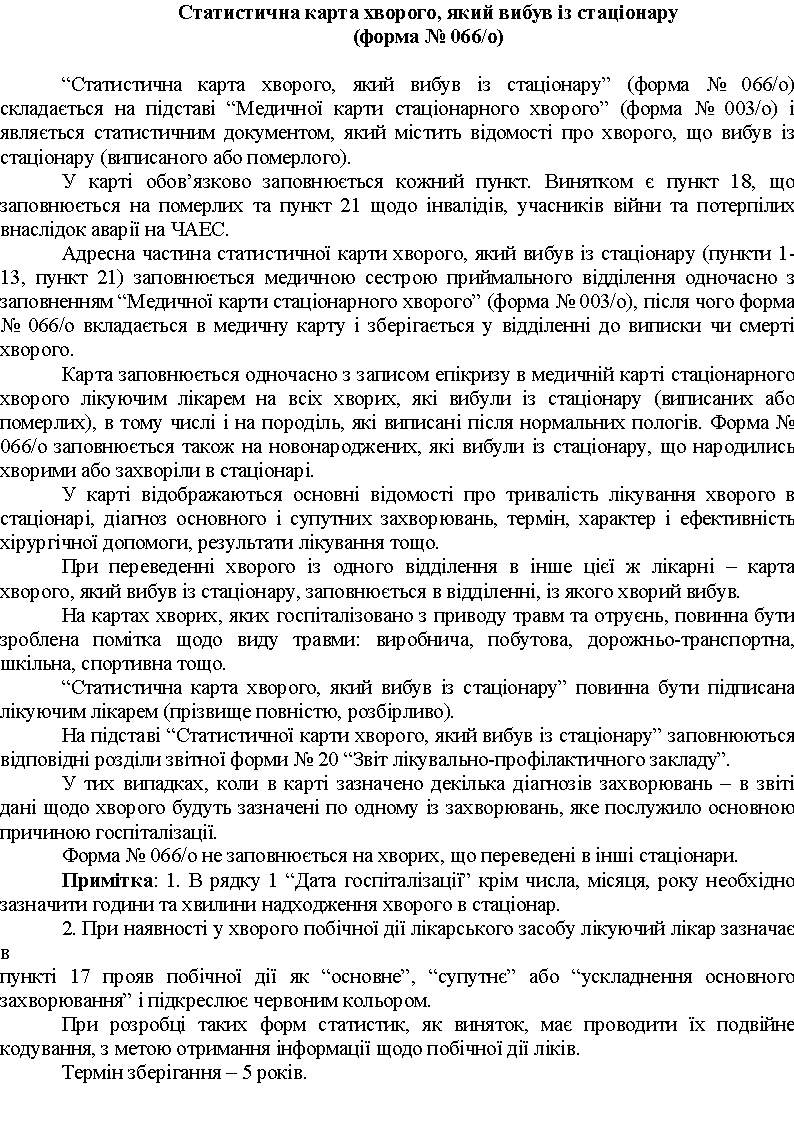 Статистична карта хворого, який вибув із стаціонару
(форма № 066/о)
“Статистична карта хворого, який вибув із стаціонару” (форма № 066/о)
складається на підставі “Медичної карти стаціонарного хворого” (форма № 003/о) і
являється статистичним документом, який містить відомості про хворого, що вибув із
стаціонару (виписаного або померлого).
У карті обов’язково заповнюється кожний пункт. Винятком є пункт 18, що
заповнюється на померлих та пункт 21 щодо інвалідів, учасників війни та потерпілих
внаслідок аварії на ЧАЕС.
Адресна частина статистичної карти хворого, який вибув із стаціонару (пункти 1-
13, пункт 21) заповнюється медичною сестрою приймального відділення одночасно з
заповненням “Медичної карти стаціонарного хворого” (форма № 003/о), після чого форма
№ 066/о вкладається в медичну карту і зберігається у відділенні до виписки чи смерті
хворого.
Карта заповнюється одночасно з записом епікризу в медичній карті стаціонарного
хворого лікуючим лікарем на всіх хворих, які вибули із стаціонару (виписаних або
померлих), в тому числі і на породіль, які виписані після нормальних пологів. Форма №
066/о заповнюється також на новонароджених, які вибули із стаціонару, що народились
хворими або захворіли в стаціонарі.
У карті відображаються основні відомості про тривалість лікування хворого в
стаціонарі, діагноз основного і супутних захворювань, термін, характер і ефективність
хірургічної допомоги, результати лікування тощо.
При переведенні хворого із одного відділення в інше цієї ж лікарні – карта
хворого, який вибув із стаціонару, заповнюється в відділенні, із якого хворий вибув.
На картах хворих, яких госпіталізовано з приводу травм та отруєнь, повинна бути
зроблена помітка щодо виду травми: виробнича, побутова, дорожньо-транспортна,
шкільна, спортивна тощо.
“Статистична карта хворого, який вибув із стаціонару” повинна бути підписана
лікуючим лікарем (прізвище повністю, розбірливо).
На підставі “Статистичної карти хворого, який вибув із стаціонару” заповнюються
відповідні розділи звітної форми № 20 “Звіт лікувально-профілактичного закладу”.
У тих випадках, коли в карті зазначено декілька діагнозів захворювань – в звіті
дані щодо хворого будуть зазначені по одному із захворювань, яке послужило основною
причиною госпіталізації.
Форма № 066/о не заповнюється на хворих, що переведені в інші стаціонари.
Примітка: 1. В рядку 1 “Дата госпіталізації” крім числа, місяця, року необхідно
зазначити години та хвилини надходження хворого в стаціонар.
2. При наявності у хворого побічної дії лікарського засобу лікуючий лікар зазначає
в
пункті 17 прояв побічної дії як “основне”, “супутнє” або “ускладнення основного
захворювання” і підкреслює червоним кольором.
При розробці таких форм статистик, як виняток, має проводити їх подвійне
кодування, з метою отримання інформації щодо побічної дії ліків.
Термін зберігання – 5 років.